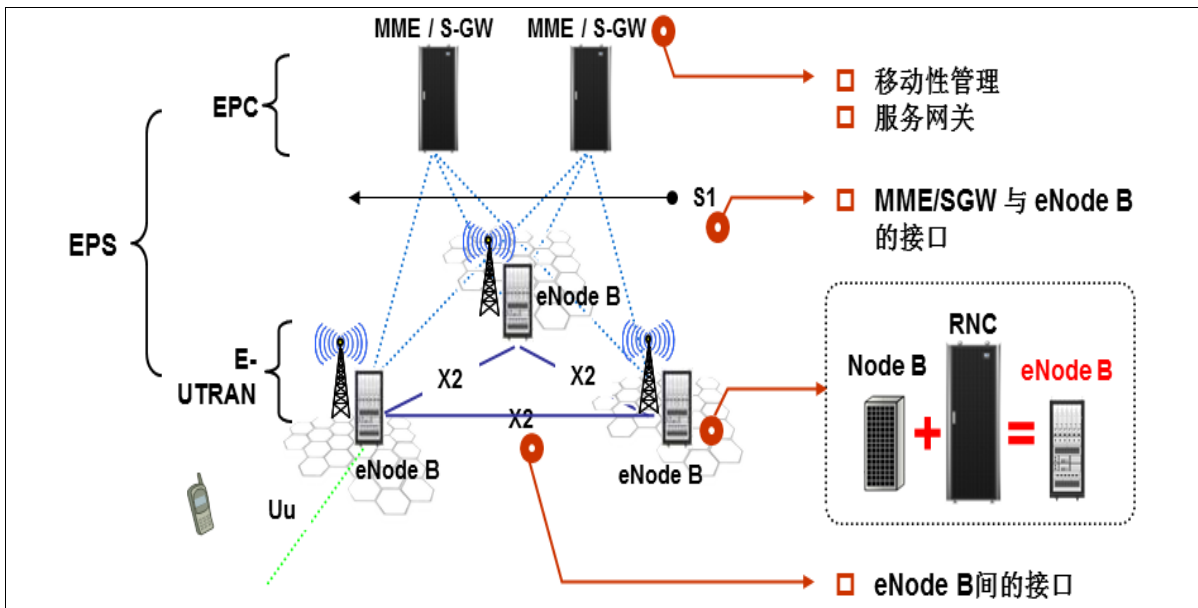 MME / S-GW
MME / S-GW
EPC
移动性管理
服务网关
S1
MME/SGW 与 eNode B
的接口
EPS
eNode B
RNC
Node B
eNode B
E-
UTRAN
X2
X2
X2
eNode B
eNode B
Uu
eNode B间的接口